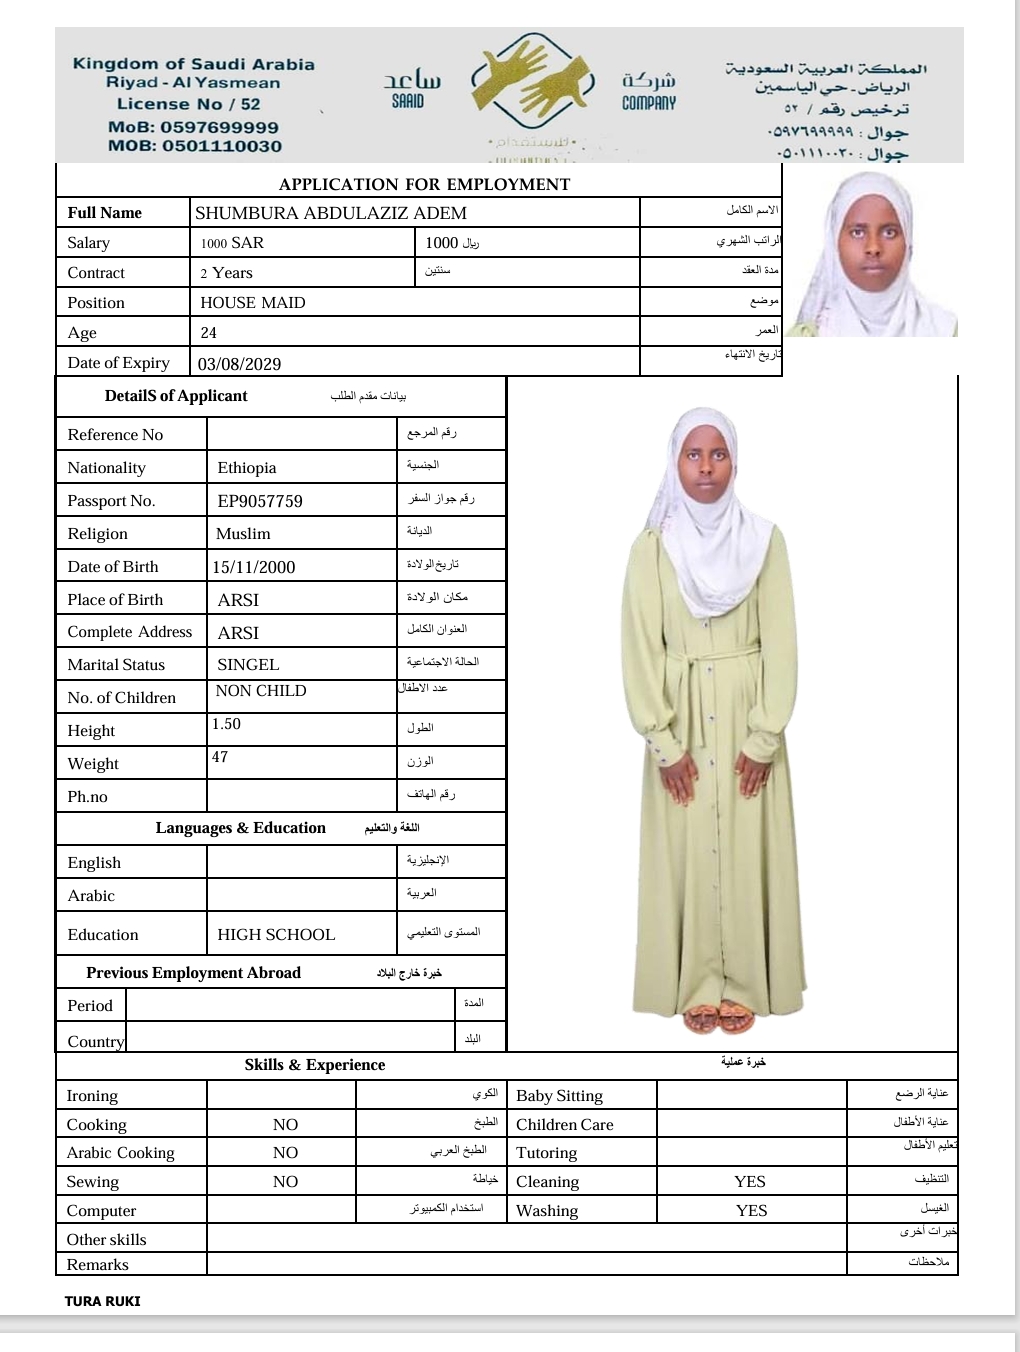 Kingdom of Saudi Arabia
Riyad - Al Yasmean
License No / 52
MoB: 0597699999
MOB: 0501110030
ساعد
SAAID
شركة
COMPANY
للاستقدام
المملكة العربية السعودية
الرياض - حي الياسمين
ترخيص رقم / ٥٢
جوال : ٠٥٩٧٦٩٩٩٩٩
جوال : ٠٥٠١١١٠٠٣٠
APPLICATION FOR EMPLOYMENT
Full Name SHUMBURA ABDULAZIZ ADEM الاسم الكامل
Salary 1000 SAR 1000 ريال الراتب الشهري
Contract 2 Years سنتين مدة العقد
Position HOUSE MAID موضع
Age 24 العمر
Date of Expiry 03/08/2029 تاريخ الانتهاء
DetailS of Applicant بيانات مقدم الطلب
Reference No رقم المرجع
Nationality Ethiopia الجنسية
Passport No. EP9057759 رقم جواز السفر
Religion Muslim الديانة
Date of Birth 15/11/2000 تاريخ الولادة
Place of Birth ARSI مكان الولادة
Complete Address ARSI العنوان الكامل
Marital Status SINGEL الحالة الاجتماعية
No. of Children NON CHILD عدد الاطفال
Height 1.50 الطول
Weight 47 الوزن
Ph.no رقم الهاتف
Languages & Education اللغة والتعليم
English الإنجليزية
Arabic العربية
Education HIGH SCHOOL المستوى التعليمي
Previous Employment Abroad خبرة خارج البلاد
Period المدة
Country البلد
Skills & Experience خبرة عملية
Ironing الكوي Baby Sitting عناية الرضع
Cooking NO الطبخ Children Care عناية الأطفال
Arabic Cooking NO الطبخ العربي Tutoring تعليم الأطفال
Sewing NO خياطة Cleaning YES التنظيف
Computer استخدام الكمبيوتر Washing YES الغيسل
Other skills خبرات أخرى
Remarks ملاحظات
TURA RUKI